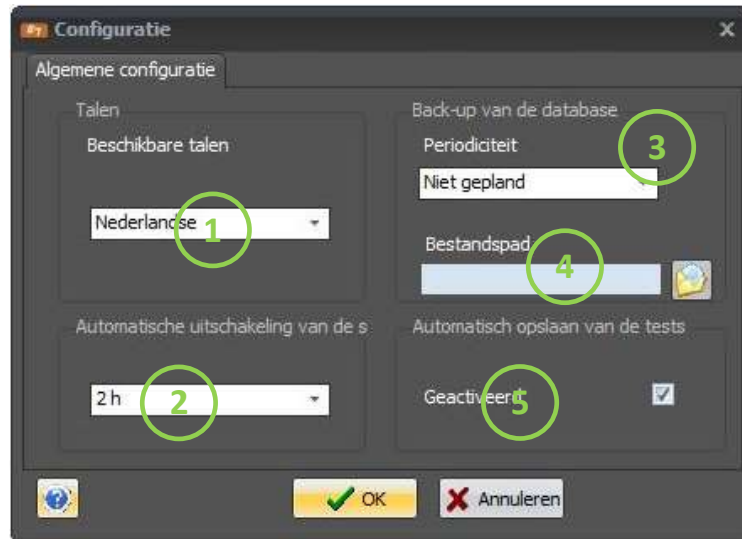 Configuratie
Algemene configuratie
Talen
Beschikbare talen
Nederlandse
1
Back-up van de database
Periodiciteit
3
Niet gepland
Bestandspad
4
Automatische uitschakeling van de s
2 h
2
Automatisch opslaan van de tests
Geactiveerd
5
OK
Annuleren